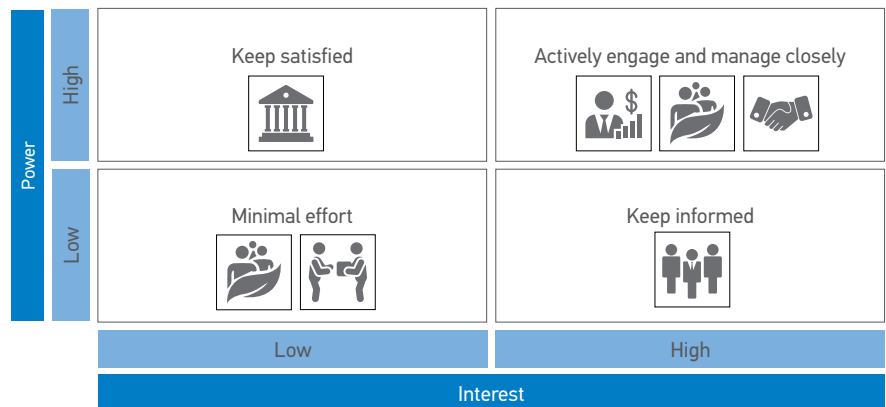 Power
High
Low
Keep satisfied
Actively engage and manage closely
$
Minimal effort
Keep informed
Low
High
Interest